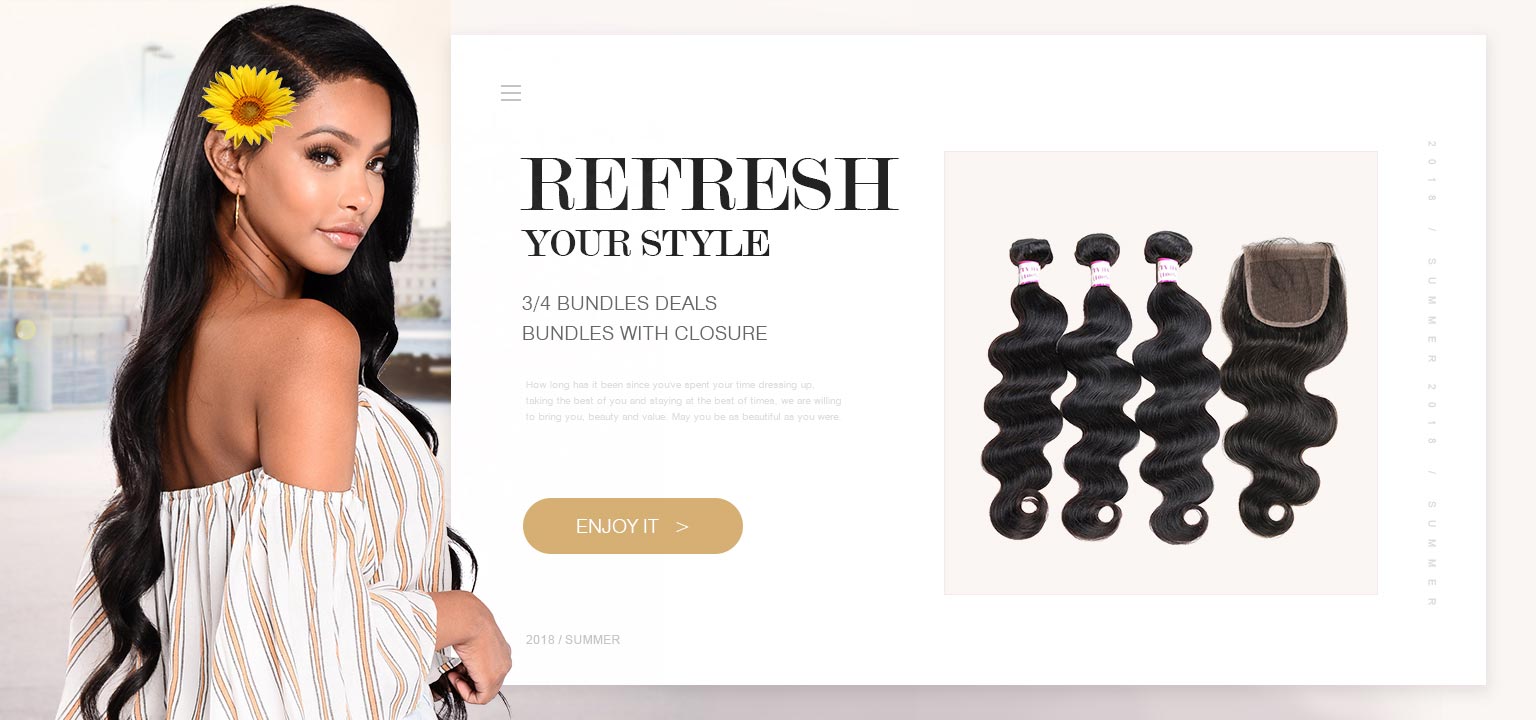 REFRESH
YOUR STYLE
3/4 BUNDLES DEALS
BUNDLES WITH CLOSURE
How long has it been since you've spent your time dressing up,
taking the best of you and staying at the best of times, we are willing
to bring you, beauty and value. May you be as beautiful as you were.
ENJOY IT >
2018 / SUMMER
2018 / SUMMER 2018 / SUMMER